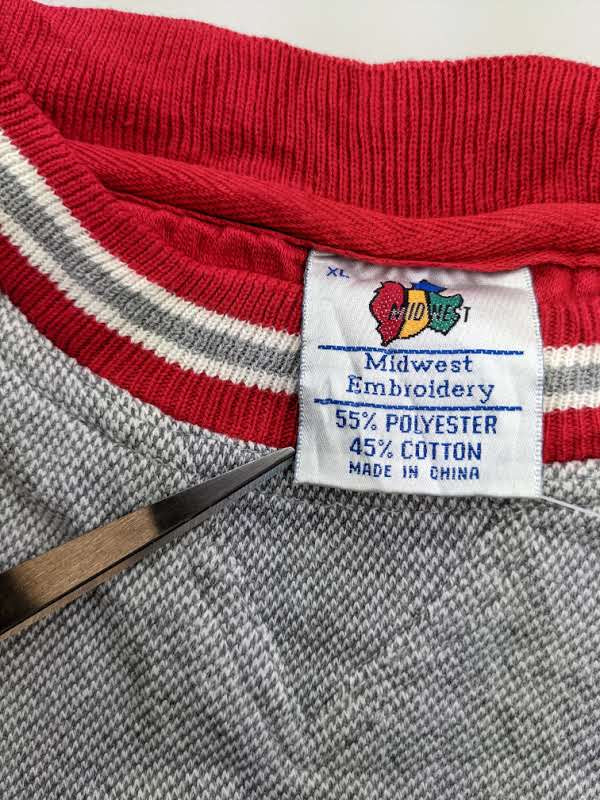 XL
MIDWEST
Midwest
Embroidery
55% POLYESTER
45% COTTON
MADE IN CHINA